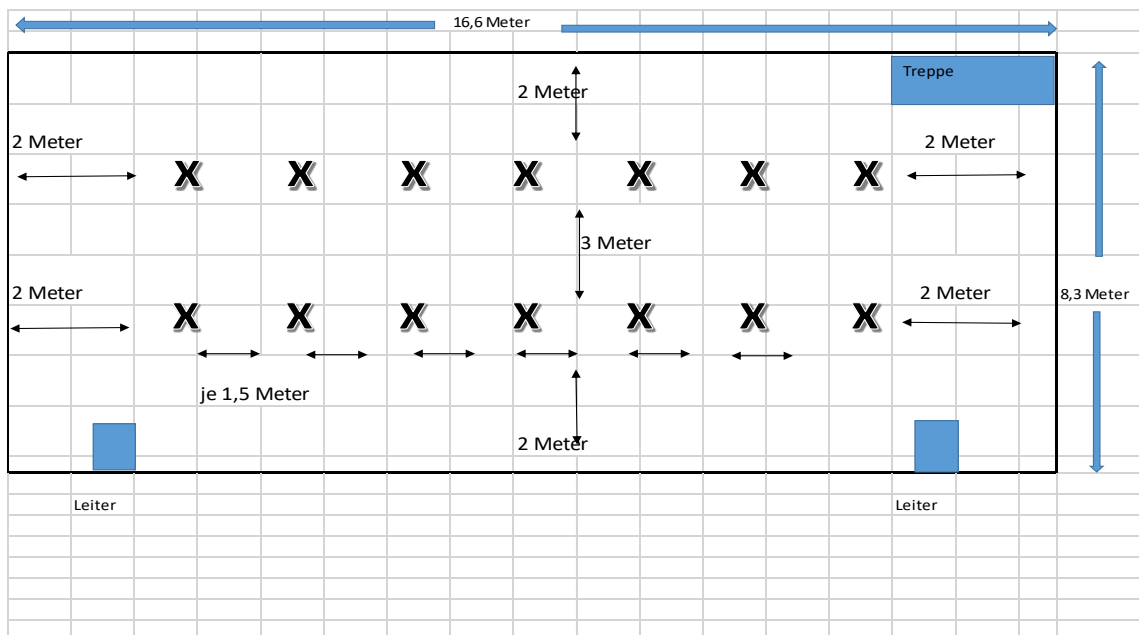 16,6 Meter
Treppe
2 Meter
2 Meter
2 Meter
X X X X X X X
3 Meter
2 Meter
2 Meter
8,3 Meter
X X X X X X X
je 1,5 Meter
2 Meter
Leiter
Leiter